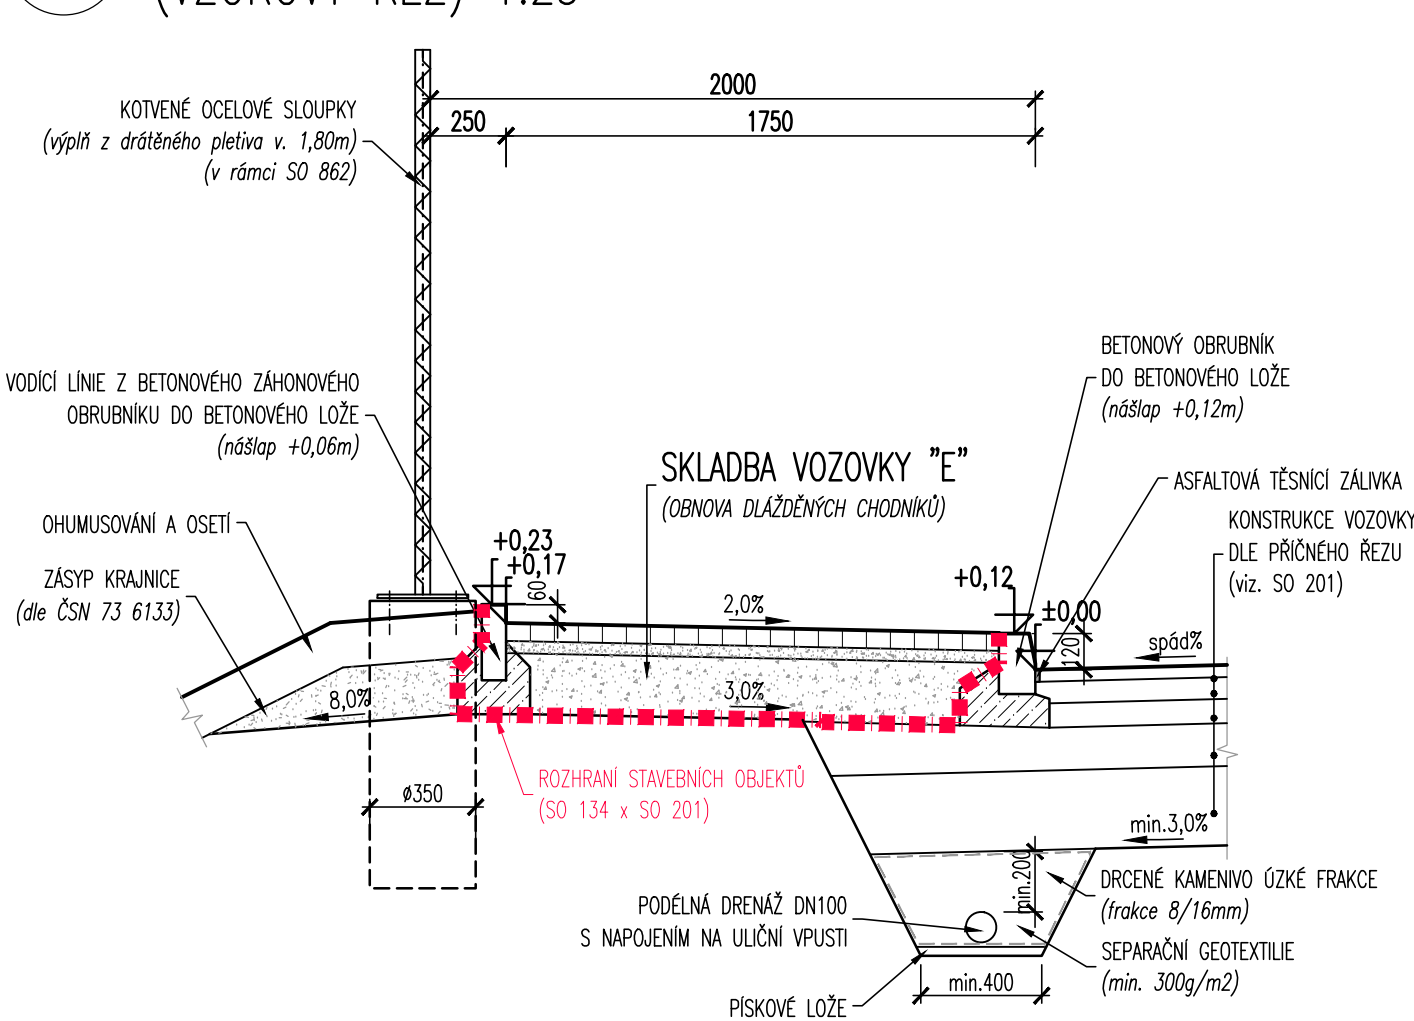 2000
250
1750
KOTVENÉ OCELOVÉ SLOUPKY
(výplň z drátěného pletiva v. 1,80m)
(v rámci SO 862)
BETONOVÝ OBRUBNÍK
DO BETONOVÉHO LOŽE
(nášlap +0,12m)
VODÍCÍ LÍNIE Z BETONOVÉHO ZÁHONOVÉHO
OBRUBNÍKU DO BETONOVÉHO LOŽE
(nášlap +0,06m)
SKLADBA VOZOVKY "E"
(OBNOVA DLÁŽDĚNÝCH CHODNÍKŮ)
ASFALTOVÁ TĚSNÍCÍ ZÁLIVKA
KONSTRUKCE VOZOVKY
DLE PŘÍČNÉHO ŘEZU
(viz. SO 201)
OHUMUSOVÁNÍ A OSETÍ
ZÁSYP KRAJNICE
(dle ČSN 73 6133)
+0,23
+0,17
60
+0,12
±0,00
120
2,0%
spád%
8,0%
3,0%
ROZHRANÍ STAVEBNÍCH OBJEKTŮ
(SO 134 x SO 201)
ø350
min.3,0%
min.200
DRCENÉ KAMENIVO ÚZKÉ FRAKCE
(frakce 8/16mm)
PODÉLNÁ DRENÁŽ DN100
S NAPOJENÍM NA ULIČNÍ VPUSTI
SEPARAČNÍ GEOTEXTILIE
(min. 300g/m2)
min.400
PÍSKOVÉ LOŽE